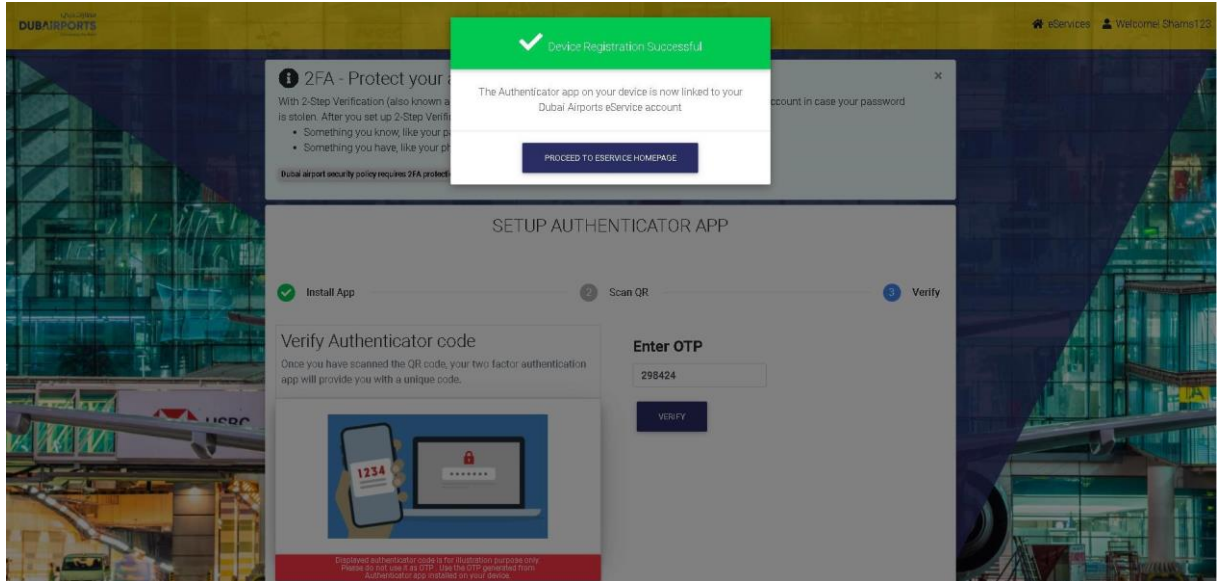 DUBAIRPORTS
eServices
Welcome! Shams123
Device Registration Successful
The Authenticator app on your device is now linked to your
Dubai Airports eService account
PROCEED TO ESERVICE HOMEPAGE
2FA - Protect your
×
With 2-Step Verification (also known a
ccount in case your password
is stolen. After you set up 2-Step Verifi
• Something you know, like your p
• Something you have, like your ph
Dubai airport security policy requires 2FA protecti
SETUP AUTHENTICATOR APP
Install App
2 Scan QR
3 Verify
Verify Authenticator code
Once you have scanned the QR code, your two factor authentication
app will provide you with a unique code.
Enter OTP
298424
VERIFY
1234
HSBC
Displayed authenticator code is for illustration purpose only.
Please do not use it as OTP . Use the OTP generated from
Authenticator app installed on your device.